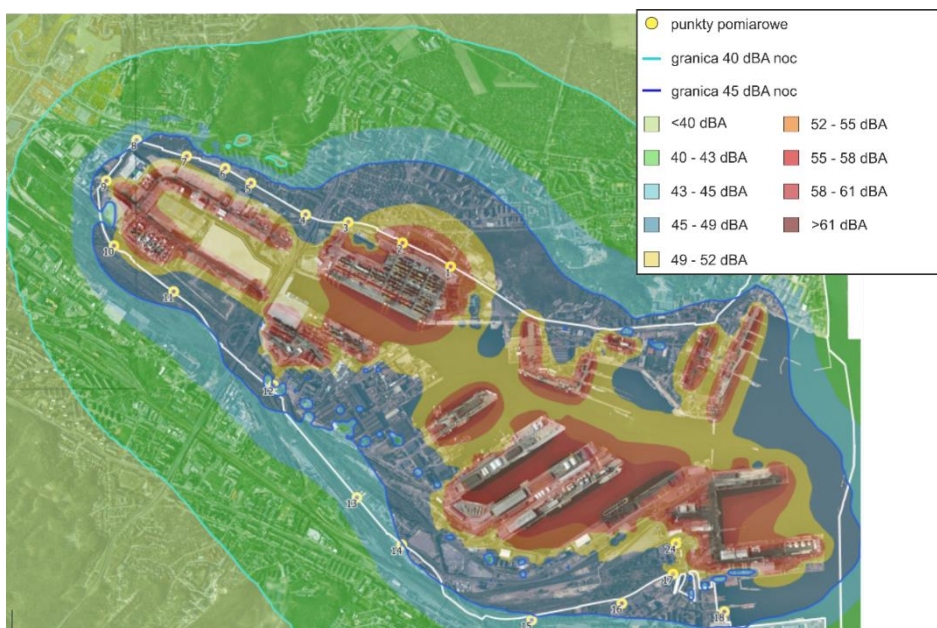 punkty pomiarowe
granica 40 dBA noc
granica 45 dBA noc
<40 dBA
52 - 55 dBA
40 - 43 dBA
55 - 58 dBA
43 - 45 dBA
58 - 61 dBA
45 - 49 dBA
>61 dBA
49 - 52 dBA
8
7
6
5
9
4
3
2
10
1
11
12
13
14
24
17
16
18
15